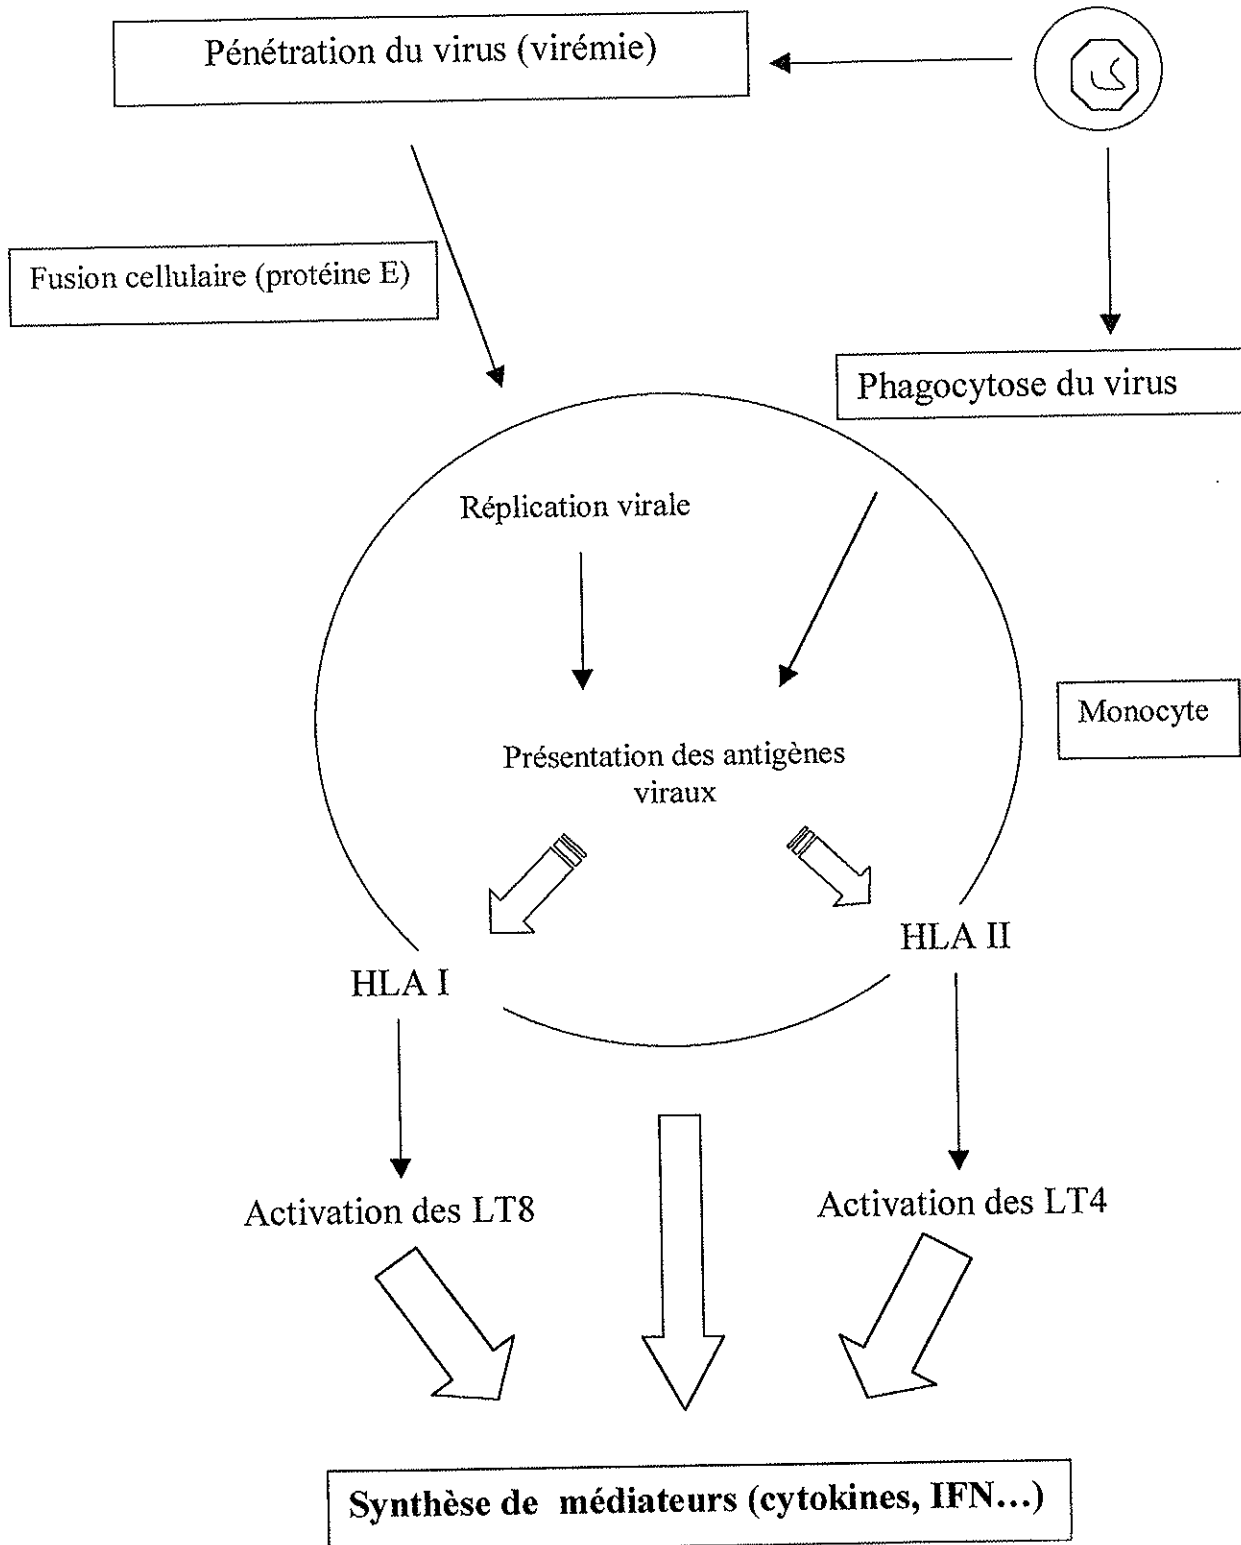 Pénétration du virus (virémie)
Fusion cellulaire (protéine E)
Phagocytose du virus
Réplication virale
Monocyte
Présentation des antigènes
viraux
HLA I
HLA II
Activation des LT8
Activation des LT4
Synthèse de médiateurs (cytokines, IFN...)